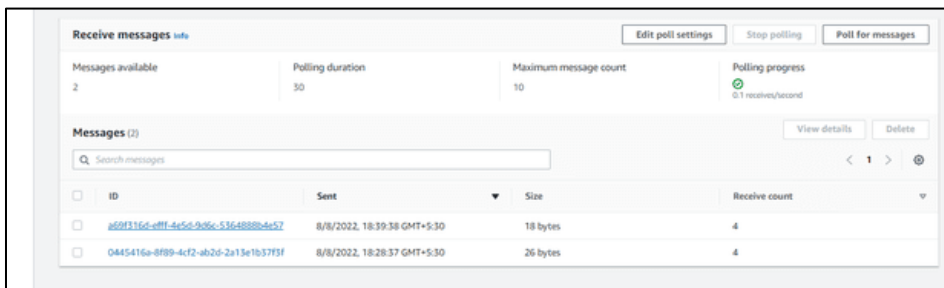 Receive messages Info
Edit poll settings
Stop polling
Poll for messages
Messages available
Polling duration
Maximum message count
Polling progress
2
30
10
0.1 receives/second
Messages (2)
View details
Delete
Search messages
1
ID
Sent
Size
Receive count
a69f316d-efff-4e5d-9d6c-5364888b4e57
8/8/2022, 18:39:38 GMT+5:30
18 bytes
4
0445416a-8f89-4cf2-ab2d-2a13e1b37f3f
8/8/2022, 18:28:37 GMT+5:30
26 bytes
4